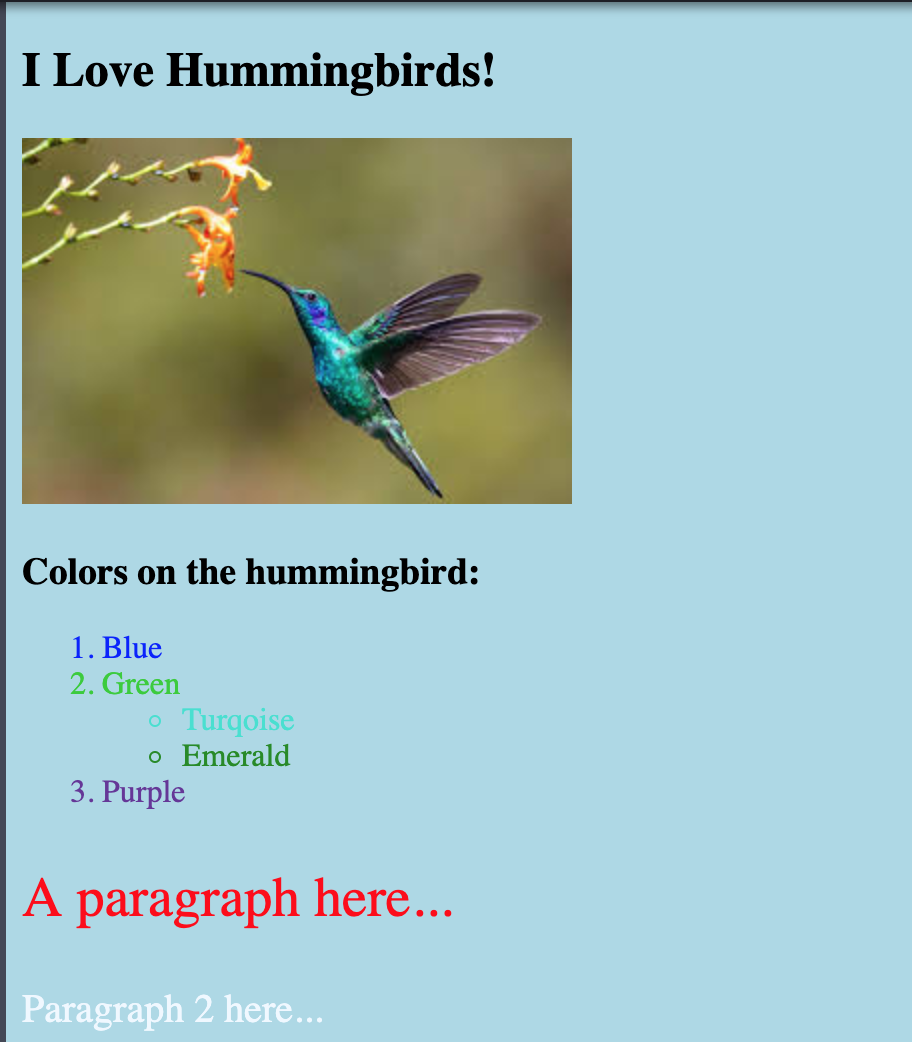 I Love Hummingbirds!
Colors on the hummingbird:
1. Blue
2. Green
○ Turqoise
○ Emerald
3. Purple
A paragraph here...
Paragraph 2 here...